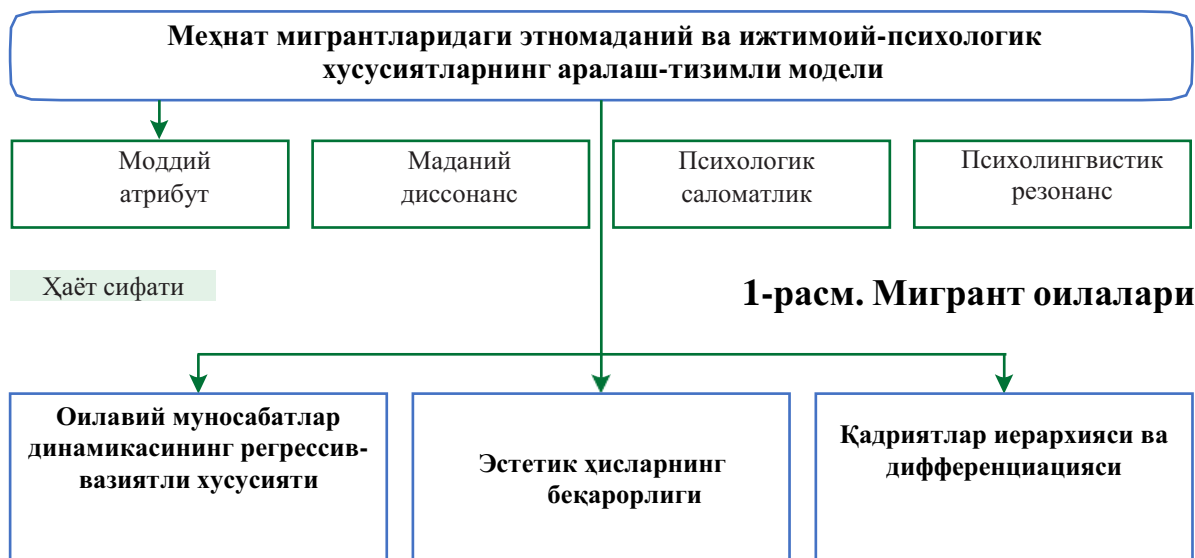 Меҳнат мигрантларидаги этномаданий ва ижтимоий-психологик
хусусиятларнинг аралаш-тизимли модели
Моддий
атрибут
Маданий
диссонанс
Психологик
саломатлик
Психолингвистик
резонанс
Ҳаёт сифати
1-расм. Мигрант оилалари
Оилавий муносабатлар
динамикасининг регрессив-
вазиятли хусусияти
Эстетик ҳисларнинг
беқарорлиги
Қадриятлар иерархияси ва
дифференциацияси